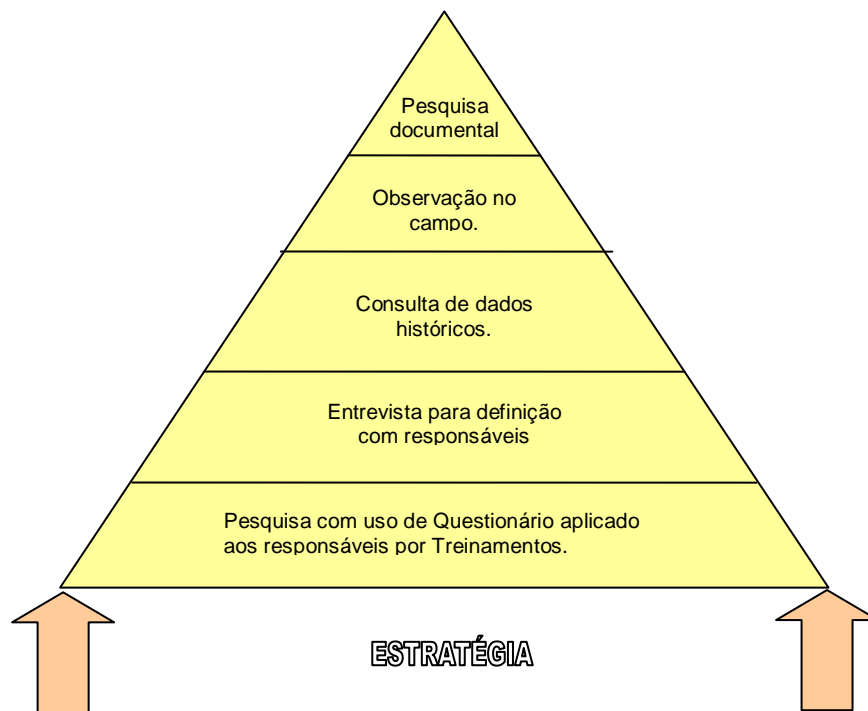 Pesquisa
documental
Observação no
campo.
Consulta de dados
históricos.
Entrevista para definição
com responsáveis
Pesquisa com uso de Questionário aplicado
aos responsáveis por Treinamentos.
ESTRATÉGIA